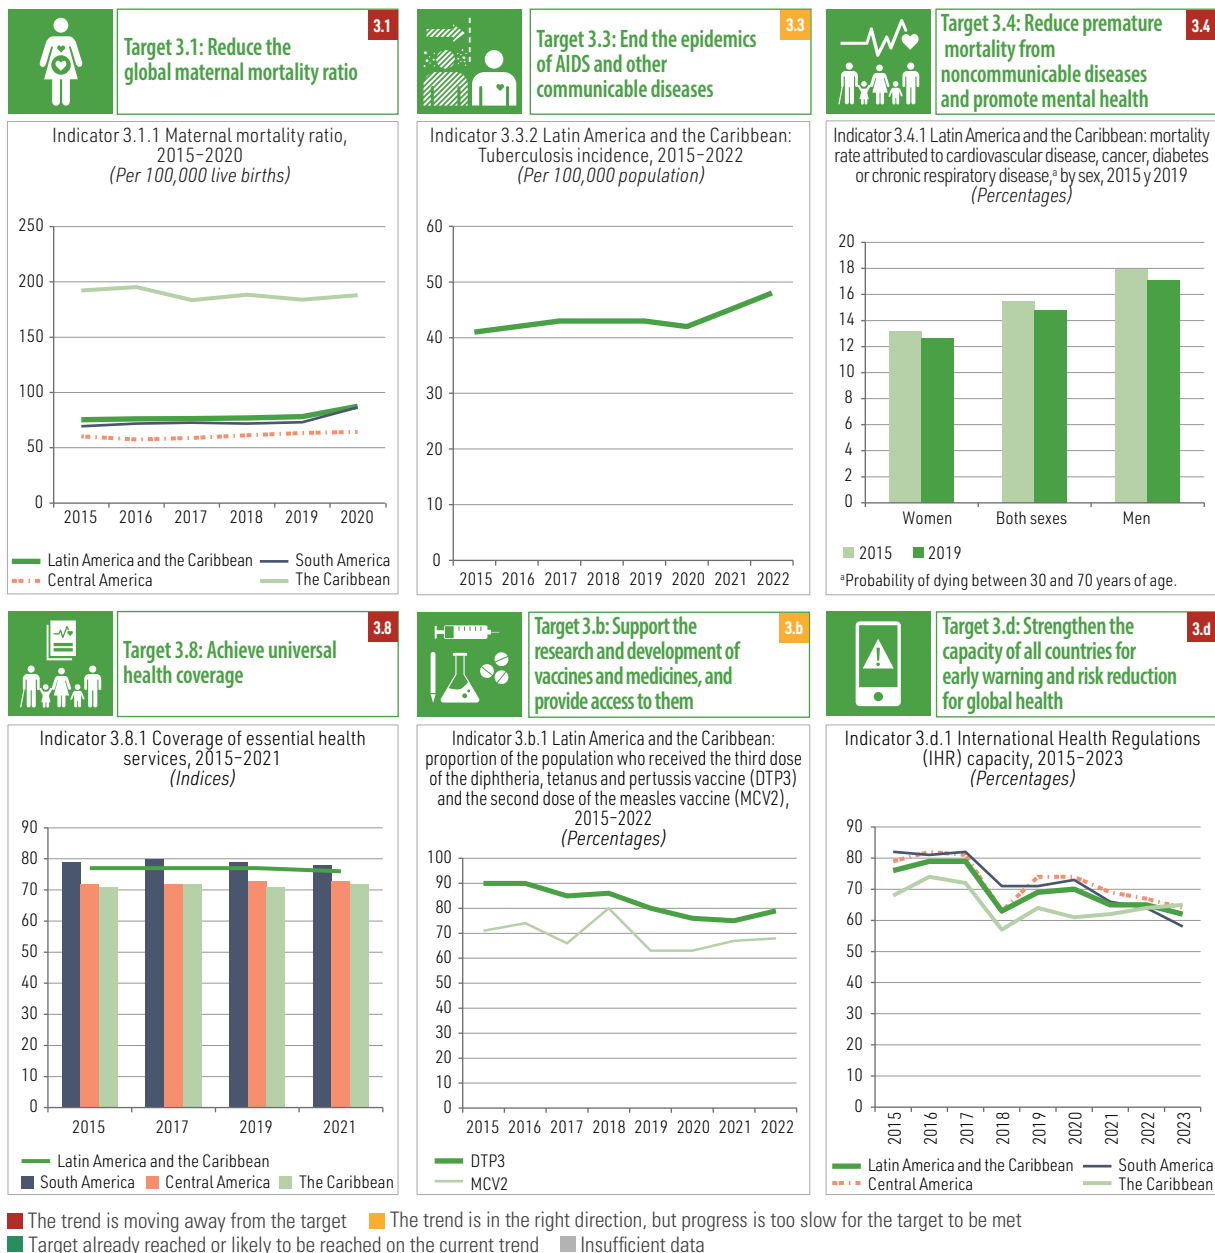 3.1
Target 3.1: Reduce the
global maternal mortality ratio
Indicator 3.1.1 Maternal mortality ratio,
2015–2020
(Per 100,000 live births)
250
200
150
100
50
0
2015 2016 2017 2018 2019 2020
Latin America and the Caribbean South America
Central America The Caribbean
3.3
Target 3.3: End the epidemics
of AIDS and other
communicable diseases
Indicator 3.3.2 Latin America and the Caribbean:
Tuberculosis incidence, 2015–2022
(Per 100,000 population)
60
50
40
30
20
10
0
2015 2016 2017 2018 2019 2020 2021 2022
3.4
Target 3.4: Reduce premature
mortality from
noncommunicable diseases
and promote mental health
Indicator 3.4.1 Latin America and the Caribbean: mortality
rate attributed to cardiovascular disease, cancer, diabetes
or chronic respiratory disease,ª by sex, 2015 y 2019
(Percentages)
20
18
16
14
12
10
8
6
4
2
0
Women Both sexes Men
2015 2019
ªProbability of dying between 30 and 70 years of age.
3.8
Target 3.8: Achieve universal
health coverage
Indicator 3.8.1 Coverage of essential health
services, 2015–2021
(Indices)
90
80
70
60
50
40
30
20
10
0
2015 2017 2019 2021
Latin America and the Caribbean
South America Central America The Caribbean
3.b
Target 3.b: Support the
research and development of
vaccines and medicines, and
provide access to them
Indicator 3.b.1 Latin America and the Caribbean:
proportion of the population who received the third dose
of the diphtheria, tetanus and pertussis vaccine (DTP3)
and the second dose of the measles vaccine (MCV2),
2015–2022
(Percentages)
100
90
80
70
60
50
40
30
20
10
0
2015 2016 2017 2018 2019 2020 2021 2022
DTP3
MCV2
3.d
Target 3.d: Strengthen the
capacity of all countries for
early warning and risk reduction
for global health
Indicator 3.d.1 International Health Regulations
(IHR) capacity, 2015–2023
(Percentages)
90
80
70
60
50
40
30
20
10
0
2015 2016 2017 2018 2019 2020 2021 2022 2023
Latin America and the Caribbean South America
Central America The Caribbean
The trend is moving away from the target The trend is in the right direction, but progress is too slow for the target to be met
Target already reached or likely to be reached on the current trend Insufficient data